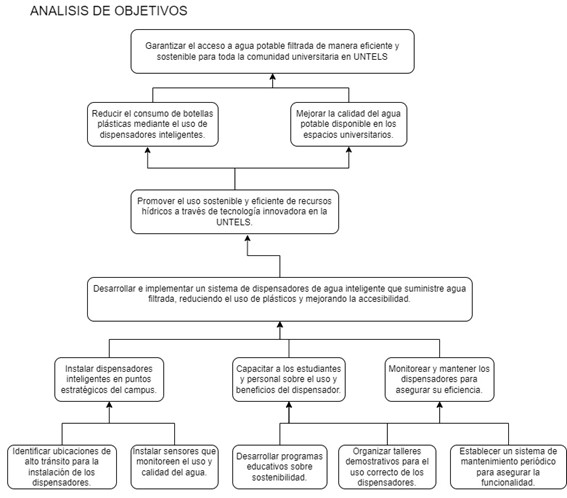 ANALISIS DE OBJETIVOS
Garantizar el acceso a agua potable filtrada de manera eficiente y
sostenible para toda la comunidad universitaria en UNTELS
Reducir el consumo de botellas
plásticas mediante el uso de
dispensadores inteligentes.
Mejorar la calidad del agua
potable disponible en los
espacios universitarios.
Promover el uso sostenible y eficiente de recursos
hídricos a través de tecnología innovadora en la
UNTELS.
Desarrollar e implementar un sistema de dispensadores de agua inteligente que suministre agua
filtrada, reduciendo el uso de plásticos y mejorando la accesibilidad.
Instalar dispensadores
inteligentes en puntos
estratégicos del campus.
Capacitar a los estudiantes
y personal sobre el uso y
beneficios del dispensador.
Monitorear y mantener los
dispensadores para
asegurar su eficiencia.
Identificar ubicaciones de
alto tránsito para la
instalación de los
dispensadores.
Instalar sensores que
monitoreen el uso y
calidad del agua.
Desarrollar programas
educativos sobre
sostenibilidad.
Organizar talleres
demostrativos para el
uso correcto de los
dispensadores.
Establecer un sistema de
mantenimiento periódico
para asegurar la
funcionalidad.